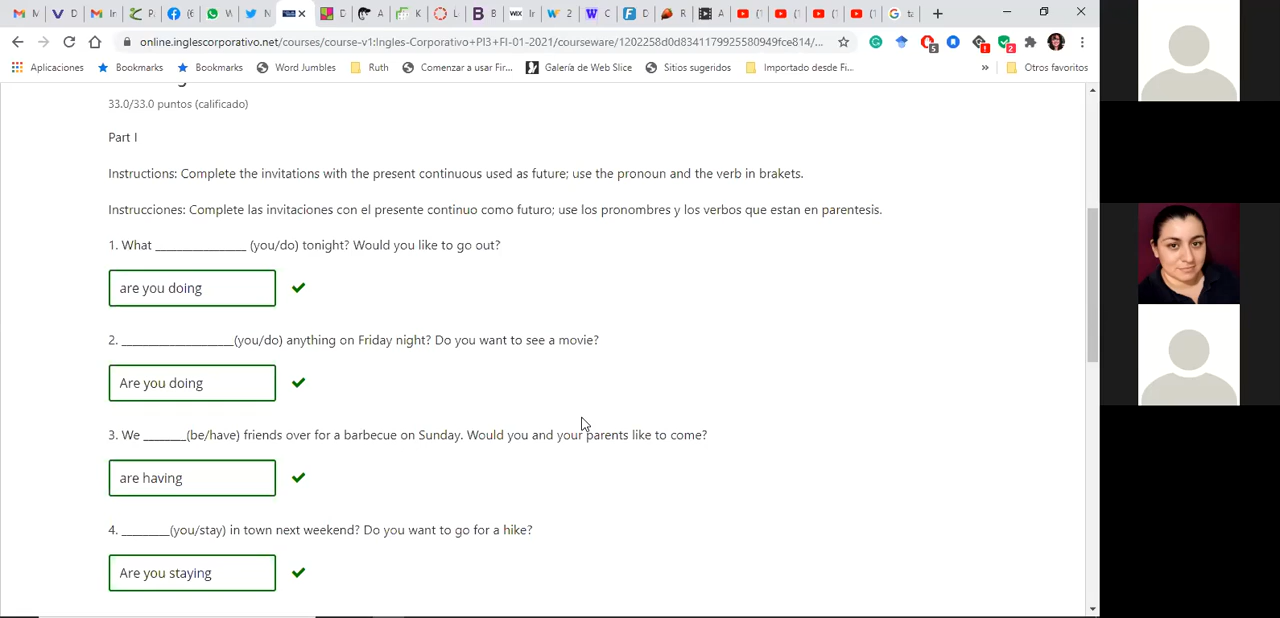 online.inglescorporativo.net/courses/course-v1:Ingles-Corporativo+PI3+FI-01-2021/courseware/1202258d0d8341179925580949fce814/...
Aplicaciones Bookmarks Bookmarks Word Jumbles Ruth Comenzar a usar Fir... Galería de Web Slice Sitios sugeridos Importado desde Fi... » Otros favoritos
33.0/33.0 puntos (calificado)
Part I
Instructions: Complete the invitations with the present continuous used as future; use the pronoun and the verb in brakets.
Instrucciones: Complete las invitaciones con el presente continuo como futuro; use los pronombres y los verbos que estan en parentesis.
1. What ________________ (you/do) tonight? Would you like to go out?
are you doing
2. ____________________(you/do) anything on Friday night? Do you want to see a movie?
Are you doing
3. We _______(be/have) friends over for a barbecue on Sunday. Would you and your parents like to come?
are having
4. ________(you/stay) in town next weekend? Do you want to go for a hike?
Are you staying